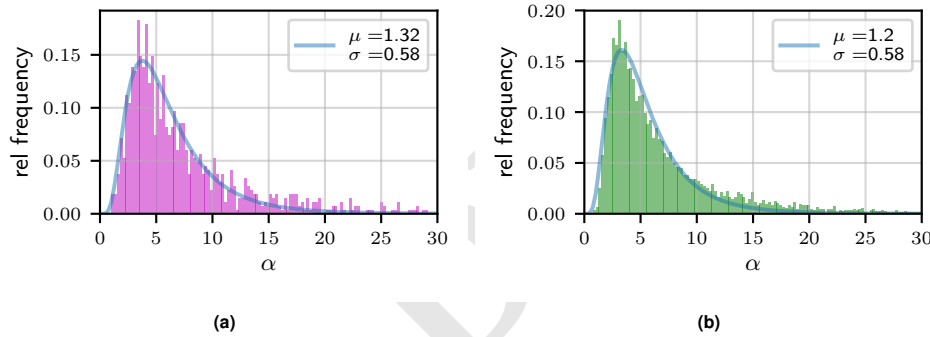 μ =1.32
σ =0.58
0.15
0.10
0.05
0.00
rel frequency
0 5 10 15 20 25 30
α
(a)
μ =1.2
σ =0.58
0.20
0.15
0.10
0.05
0.00
rel frequency
0 5 10 15 20 25 30
α
(b)